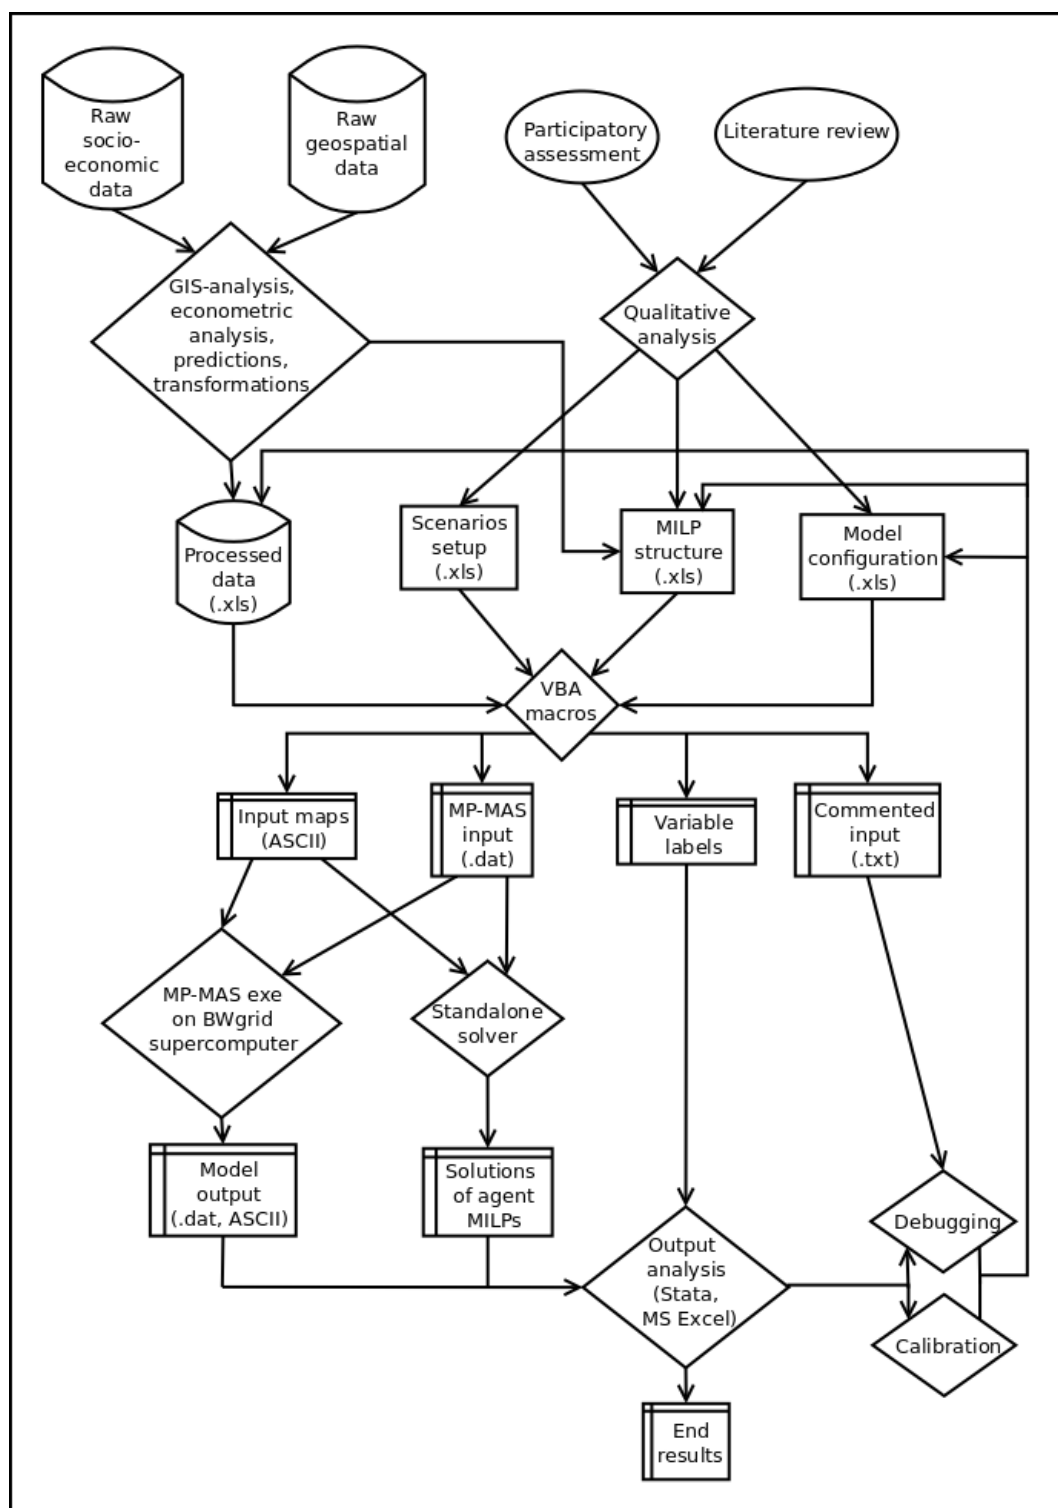 Raw
socio-
economic
data
Raw
geospatial
data
Participatory
assessment
Literature review
GIS-analysis,
econometric
analysis,
predictions,
transformations
Qualitative
analysis
Processed
data
(.xls)
Scenarios
setup
(.xls)
MILP
structure
(.xls)
Model
configuration
(.xls)
VBA
macros
Input maps
(ASCII)
MP-MAS
input
(.dat)
Variable
labels
Commented
input
(.txt)
MP-MAS exe
on BWgrid
supercomputer
Standalone
solver
Model
output
(.dat, ASCII)
Solutions
of agent
MILPs
Output
analysis
(Stata,
MS Excel)
Debugging
Calibration
End
results